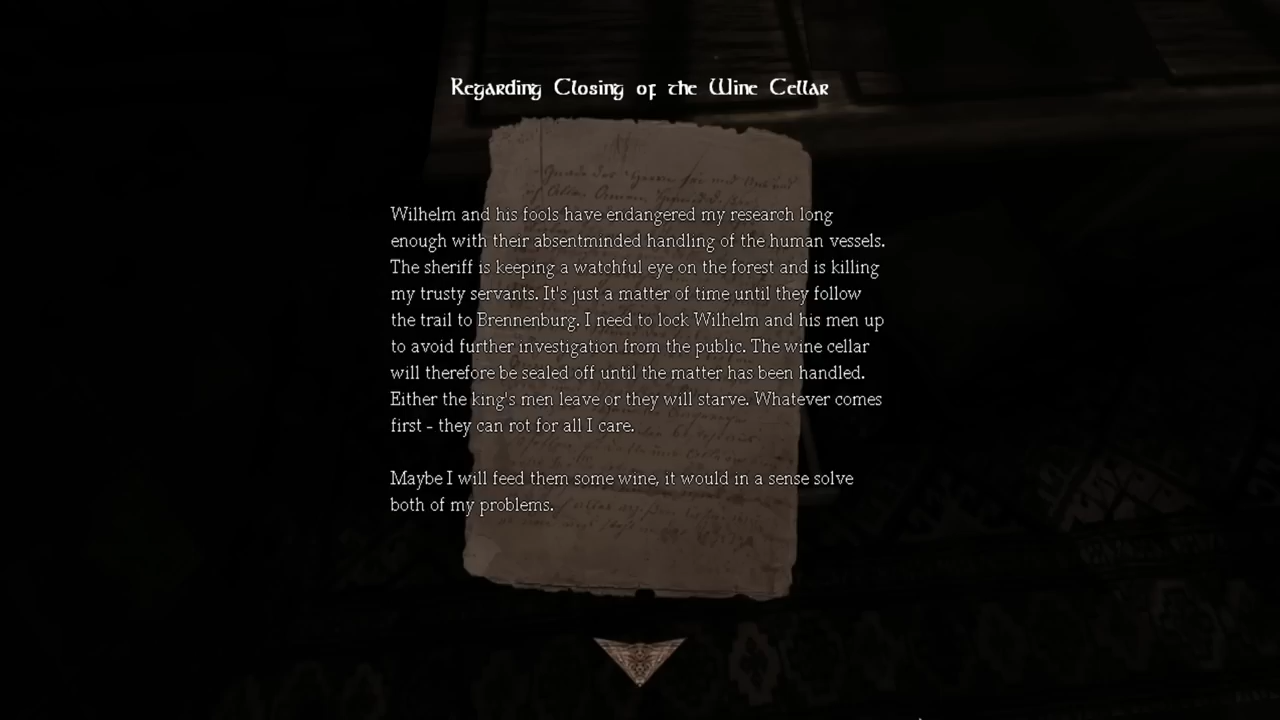 Regarding Closing of the Wine Cellar
Wilhelm and his fools have endangered my research long
enough with their absentminded handling of the human vessels.
The sheriff is keeping a watchful eye on the forest and is killing
my trusty servants. It's just a matter of time until they follow
the trail to Brennenburg. I need to lock Wilhelm and his men up
to avoid further investigation from the public. The wine cellar
will therefore be sealed off until the matter has been handled.
Either the king's men leave or they will starve. Whatever comes
first - they can rot for all I care.
Maybe I will feed them some wine, it would in a sense solve
both of my problems.